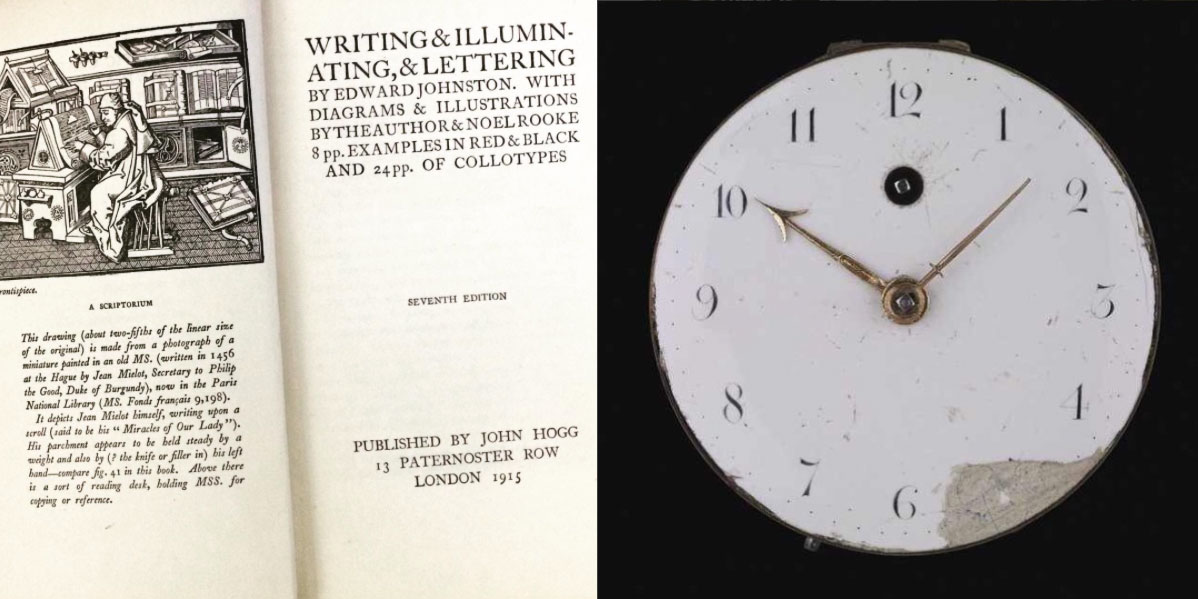 rontispiece.
A SCRIPTORIUM
This drawing (about two-fifths of the linear size
of the original) is made from a photograph of a
miniature painted in an old MS. (written in 1456
at the Hague by Jean Mielot, Secretary to Philip
the Good, Duke of Burgundy), now in the Paris
National Library (MS. Fonds français 9,198).
It depicts Jean Mielot himself, writing upon a
scroll (said to be his “ Miracles of Our Lady”).
His parchment appears to be held steady by a
weight and also by (? the knife or filler in) his left
hand—compare fig. 41 in this book. Above there
is a sort of reading desk, holding MSS. for
copying or reference.
WRITING & ILLUMIN-
ATING, & LETTERING
BY EDWARD JOHNSTON. WITH
DIAGRAMS & ILLUSTRATIONS
BY THE AUTHOR & NOEL ROOKE
8 pp. EXAMPLES IN RED & BLACK
AND 24 pp. OF COLLOTYPES
SEVENTH EDITION
PUBLISHED BY JOHN HOGG
13 PATERNOSTER ROW
LONDON 1915
12
11 1
10 2
9 3
8 4
7
6